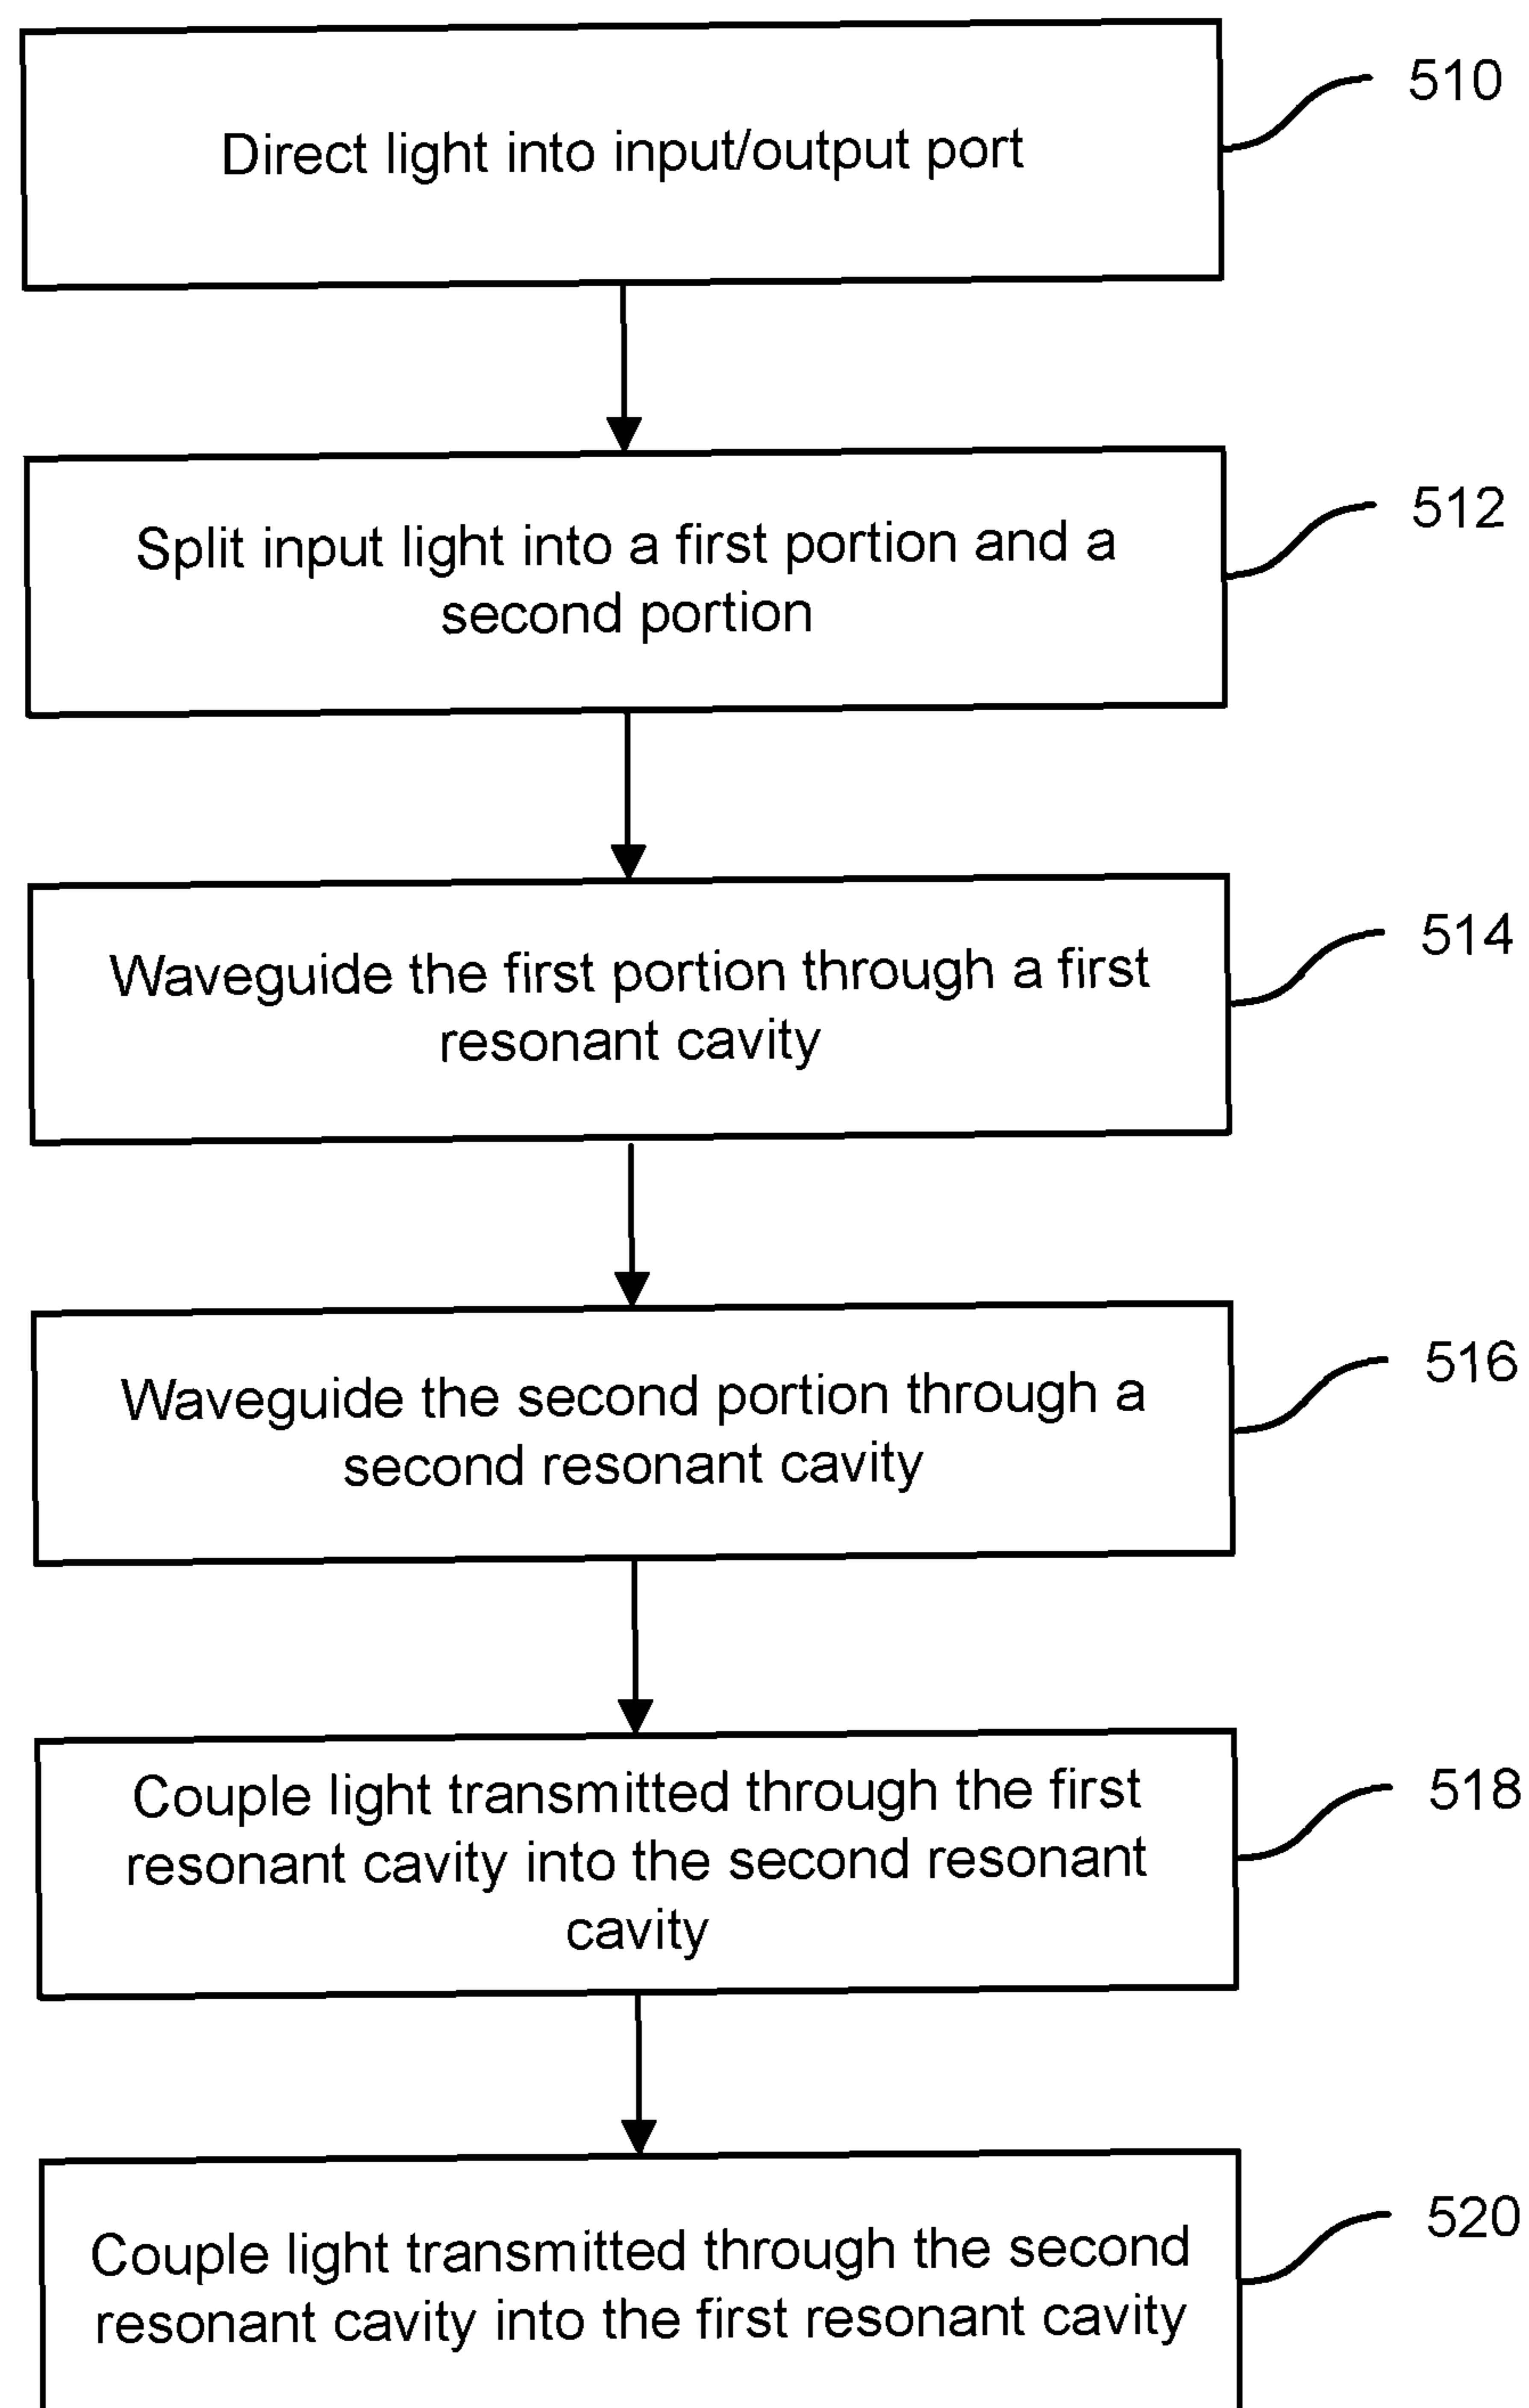 Direct light into input/output port
510
Split input light into a first portion and a
second portion
512
Waveguide the first portion through a first
resonant cavity
514
Waveguide the second portion through a
second resonant cavity
516
Couple light transmitted through the first
resonant cavity into the second resonant
cavity
518
Couple light transmitted through the second
resonant cavity into the first resonant cavity
520